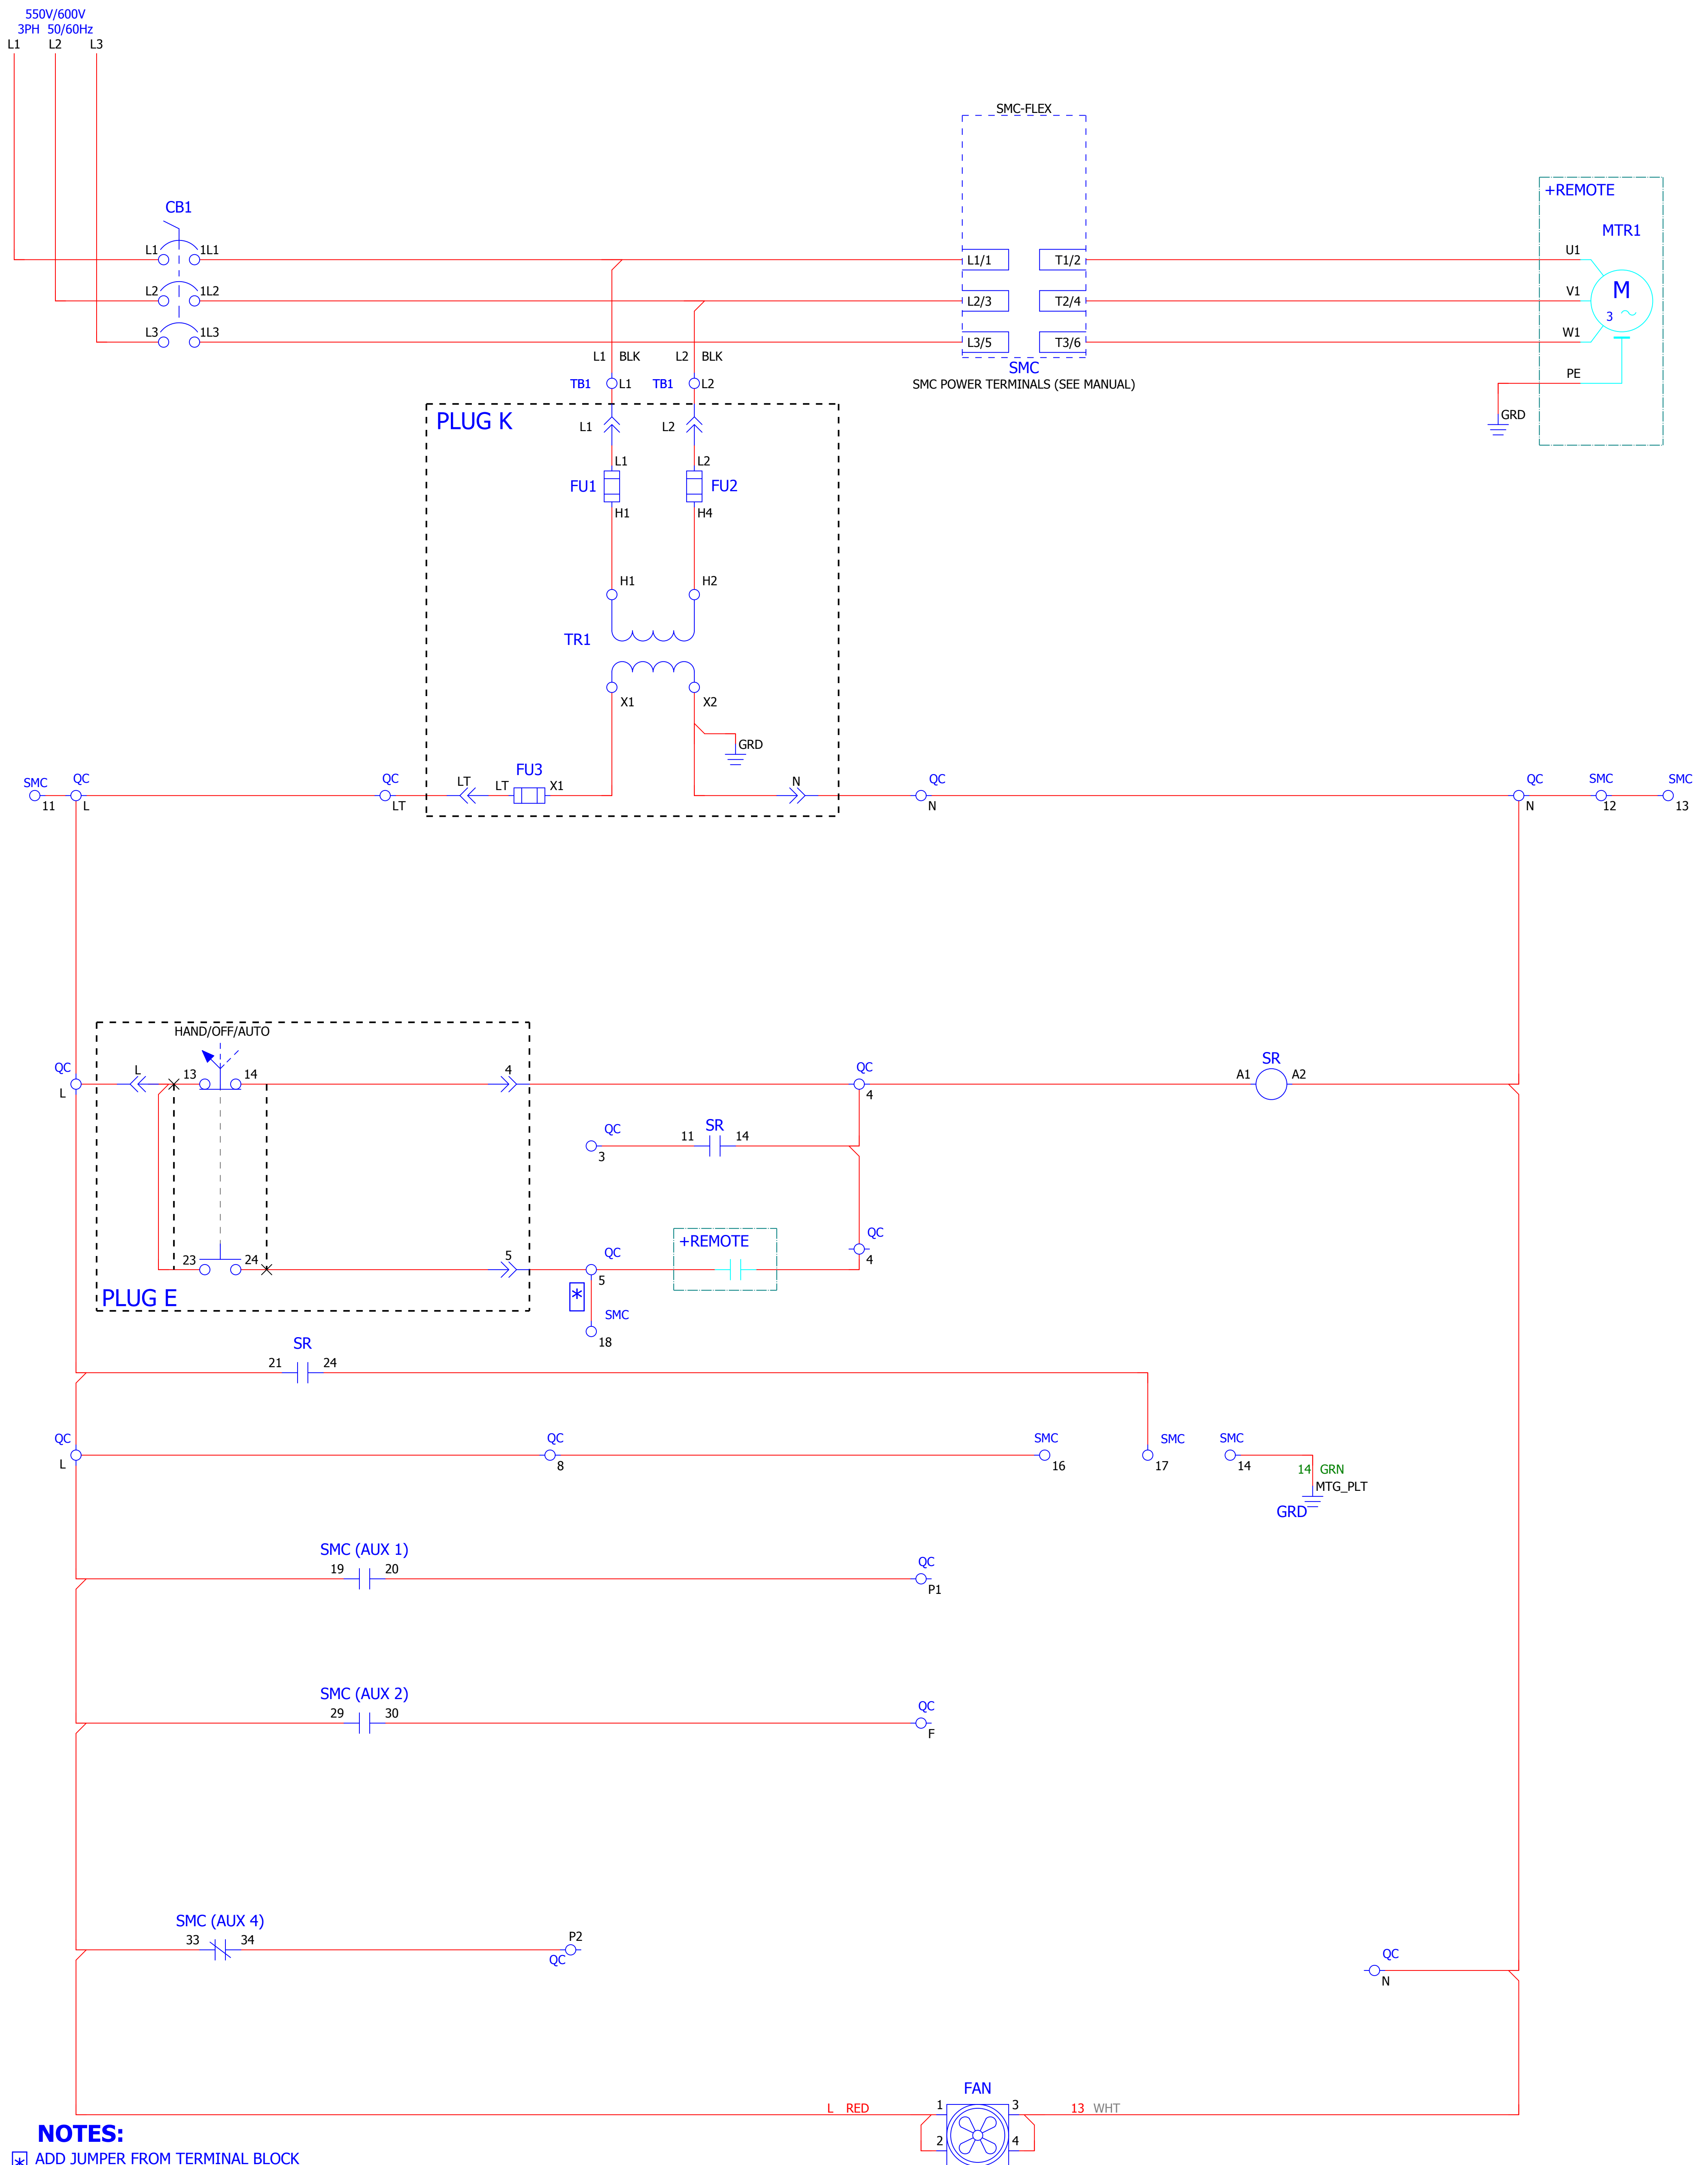 550V/600V
3PH 50/60Hz
L1 L2 L3
SMC-FLEX
+REMOTE
CB1
MTR1
L1 1L1
L1/1 T1/2
U1
L2 1L2
L2/3 T2/4
V1
M
3
L3 1L3
L3/5 T3/6
W1
L1 BLK L2 BLK
SMC
SMC POWER TERMINALS (SEE MANUAL)
PE
TB1 L1 TB1 L2
GRD
PLUG K
L1 L2
L1 L2
FU1 FU2
H1 H4
H1 H2
TR1
X1 X2
GRD
FU3
SMC QC QC LT LT X1 N QC QC SMC SMC
11 L LT N N 12 13
HAND/OFF/AUTO
QC L 13 14 4 QC SR
A1 A2
L 4
QC 11 SR 14
3
+REMOTE
QC
4
23 24 5 QC
5
PLUG E
*
SMC
18
SR
21 24
QC QC SMC SMC SMC
L 8 16 17 14
14 GRN
MTG_PLT
GRD
SMC (AUX 1)
19 20 QC
P1
SMC (AUX 2)
29 30 QC
F
SMC (AUX 4)
33 34 P2
QC
QC
N
FAN
L RED 1 3 13 WHT
2 4
NOTES:
* ADD JUMPER FROM TERMINAL BLOCK